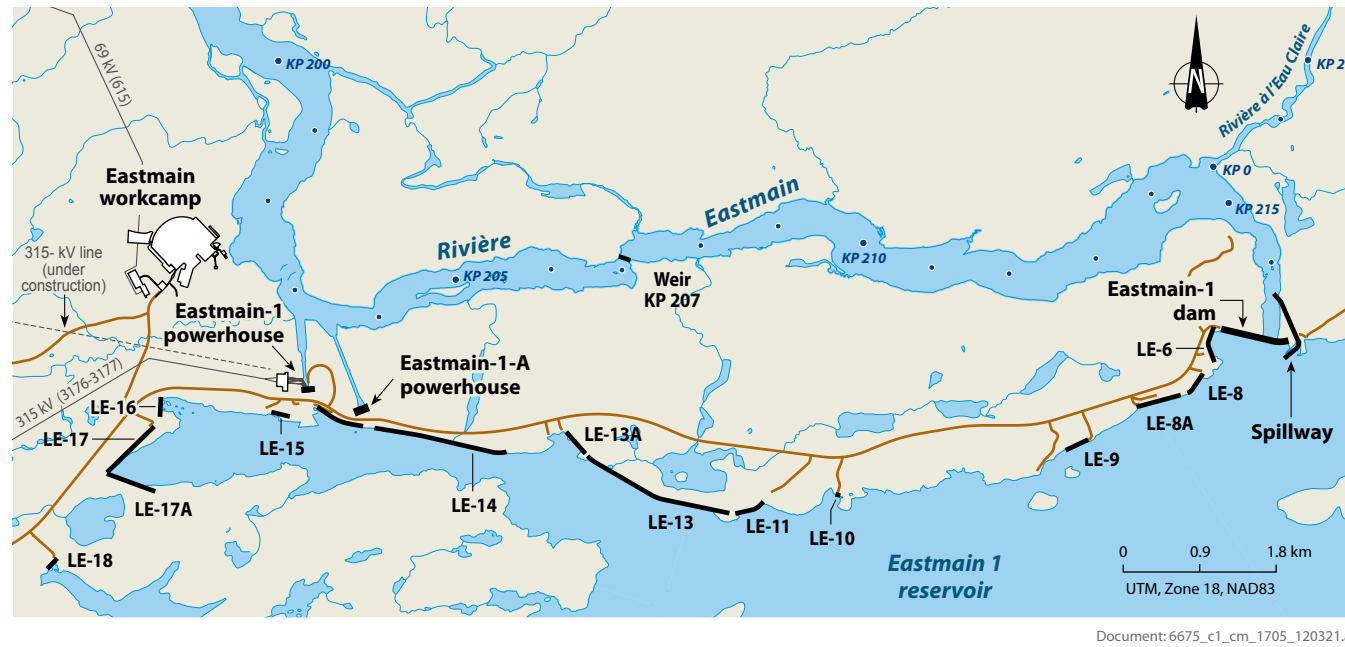 KP 200
KP 2
Rivière à l'Eau Claire
69 kV (615)
N
KP 0
KP 215
Eastmain
workcamp
Eastmain
Rivière
KP 210
315- kV line
(under
construction)
KP 205
Weir
KP 207
Eastmain-1
dam
Eastmain-1
powerhouse
LE-6
Eastmain-1-A
powerhouse
315 kV (3176-3177)
LE-16
LE-8
LE-8A
Spillway
LE-17
LE-15
LE-13A
LE-9
LE-17A
LE-14
LE-13
LE-11
LE-10
LE-18
Eastmain 1
reservoir
0 0.9 1.8 km
UTM, Zone 18, NAD83
Document: 6675_c1_cm_1705_120321.